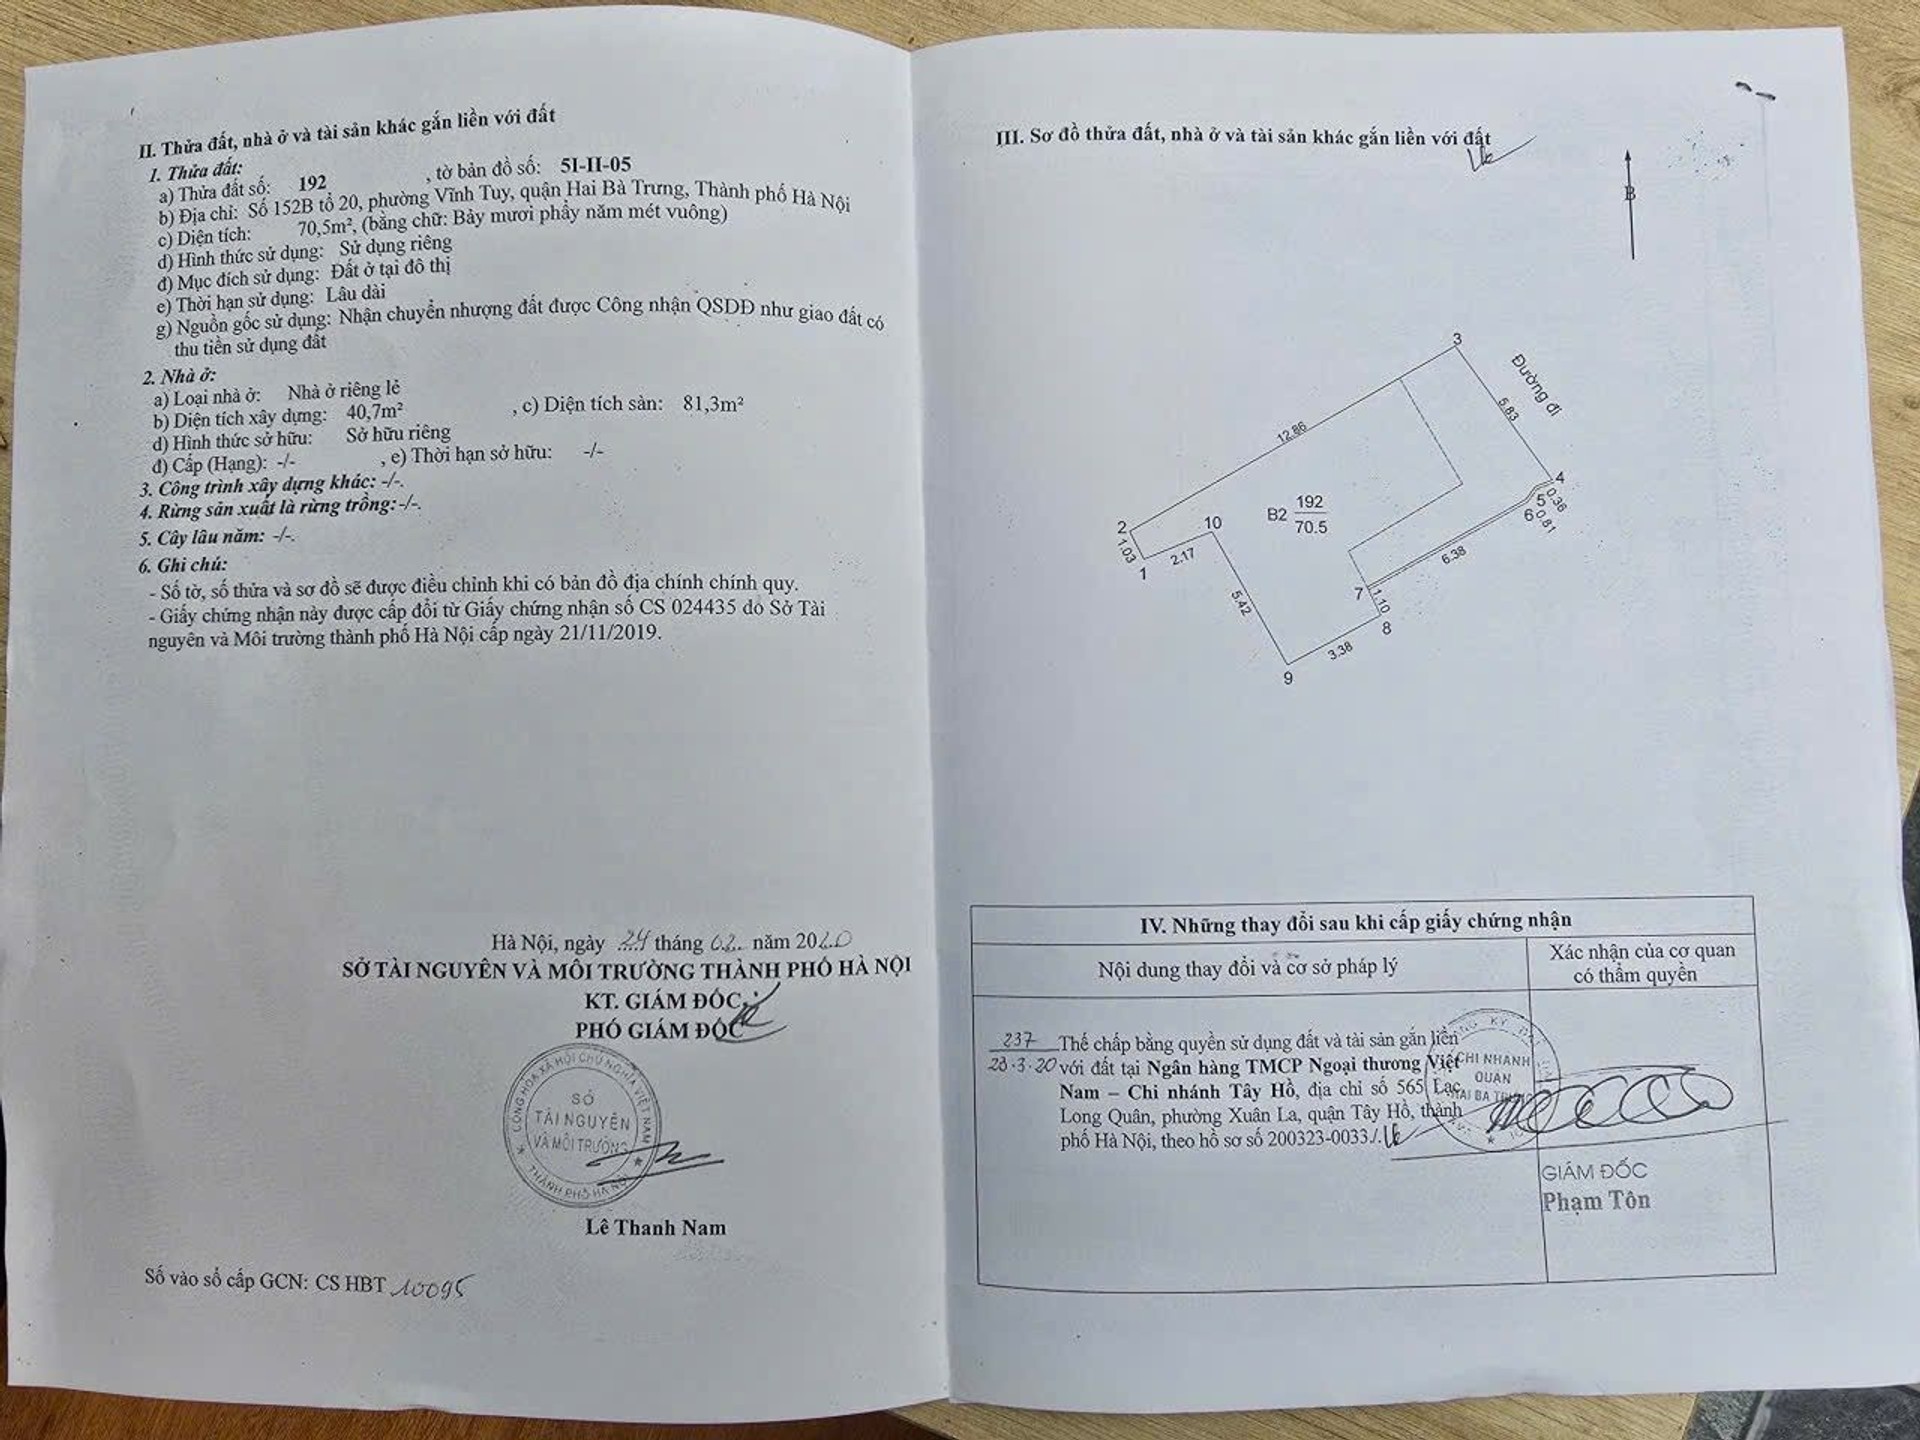 II. Thửa đất, nhà ở và tài sản khác gắn liền với đất
1. Thửa đất:
a) Thửa đất số: 192 , tờ bản đồ số: 5I-II-05
b) Địa chỉ: Số 152B tổ 20, phường Vĩnh Tuy, quận Hai Bà Trưng, Thành phố Hà Nội
c) Diện tích: 70,5m², (bằng chữ: Bảy mươi phẩy năm mét vuông)
d) Hình thức sử dụng: Sử dụng riêng
đ) Mục đích sử dụng: Đất ở tại đô thị
e) Thời hạn sử dụng: Lâu dài
g) Nguồn gốc sử dụng: Nhận chuyển nhượng đất được Công nhận QSDĐ như giao đất có
thu tiền sử dụng đất
2. Nhà ở:
a) Loại nhà ở: Nhà ở riêng lẻ
b) Diện tích xây dựng: 40,7m² , c) Diện tích sàn: 81,3m²
d) Hình thức sở hữu: Sở hữu riêng
đ) Cấp (Hạng): -/- , e) Thời hạn sở hữu: -/-
3. Công trình xây dựng khác: -/-.
4. Rừng sản xuất là rừng trồng: -/-.
5. Cây lâu năm: -/-.
6. Ghi chú:
- Số tờ, số thửa và sơ đồ sẽ được điều chỉnh khi có bản đồ địa chính chính quy.
- Giấy chứng nhận này được cấp đổi từ Giấy chứng nhận số CS 024435 do Sở Tài
nguyên và Môi trường thành phố Hà Nội cấp ngày 21/11/2019.
Hà Nội, ngày 24 tháng 02 năm 2020
SỞ TÀI NGUYÊN VÀ MÔI TRƯỜNG THÀNH PHỐ HÀ NỘI
KT. GIÁM ĐỐC
PHÓ GIÁM ĐỐC
CỘNG HOÀ XÃ HỘI CHỦ NGHĨA VIỆT NAM
SỞ
TÀI NGUYÊN
VÀ MÔI TRƯỜNG
THÀNH PHỐ HÀ NỘI
Lê Thanh Nam
Số vào sổ cấp GCN: CS HBT 10095
III. Sơ đồ thửa đất, nhà ở và tài sản khác gắn liền với đất
B
3
Đường đi
5.83
12.86
4
0.36
5
6
0.81
2
10
B2
192
70.5
1.03
2.17
1
6.38
5.42
7
1.10
8
3.38
9
IV. Những thay đổi sau khi cấp giấy chứng nhận
Nội dung thay đổi và cơ sở pháp lý
Xác nhận của cơ quan
có thẩm quyền
237 Thế chấp bằng quyền sử dụng đất và tài sản gắn liền
23.3.20 với đất tại Ngân hàng TMCP Ngoại thương Việt
Nam – Chi nhánh Tây Hồ, địa chỉ số 565 Lạc
Long Quân, phường Xuân La, quận Tây Hồ, thành
phố Hà Nội, theo hồ sơ số 200323-0033./.
CHI NHÁNH
QUẬN
HAI BÀ TRƯNG
GIÁM ĐỐC
Phạm Tôn